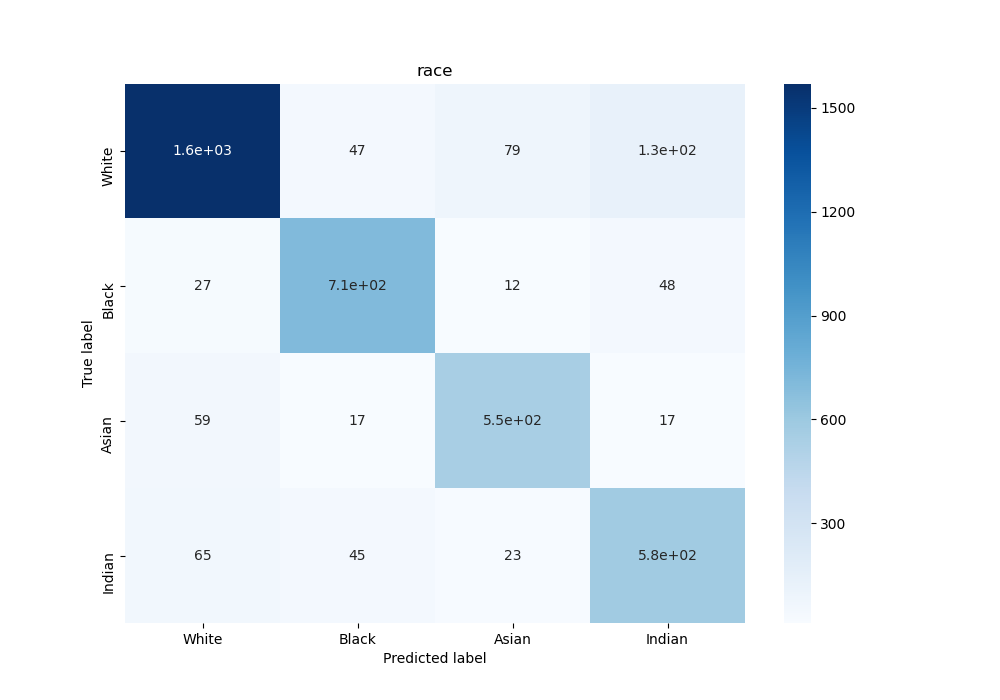 race
White 1.6e+03 47 79 1.3e+02
Black 27 7.1e+02 12 48
Asian 59 17 5.5e+02 17
Indian 65 45 23 5.8e+02
True label
White Black Asian Indian
Predicted label
1500
1200
900
600
300